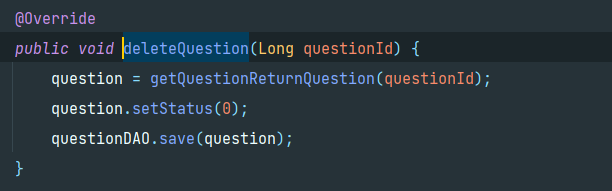 @Override
public void deleteQuestion(Long questionId) {
    question = getQuestionReturnQuestion(questionId);
    question.setStatus(0);
    questionDAO.save(question);
}